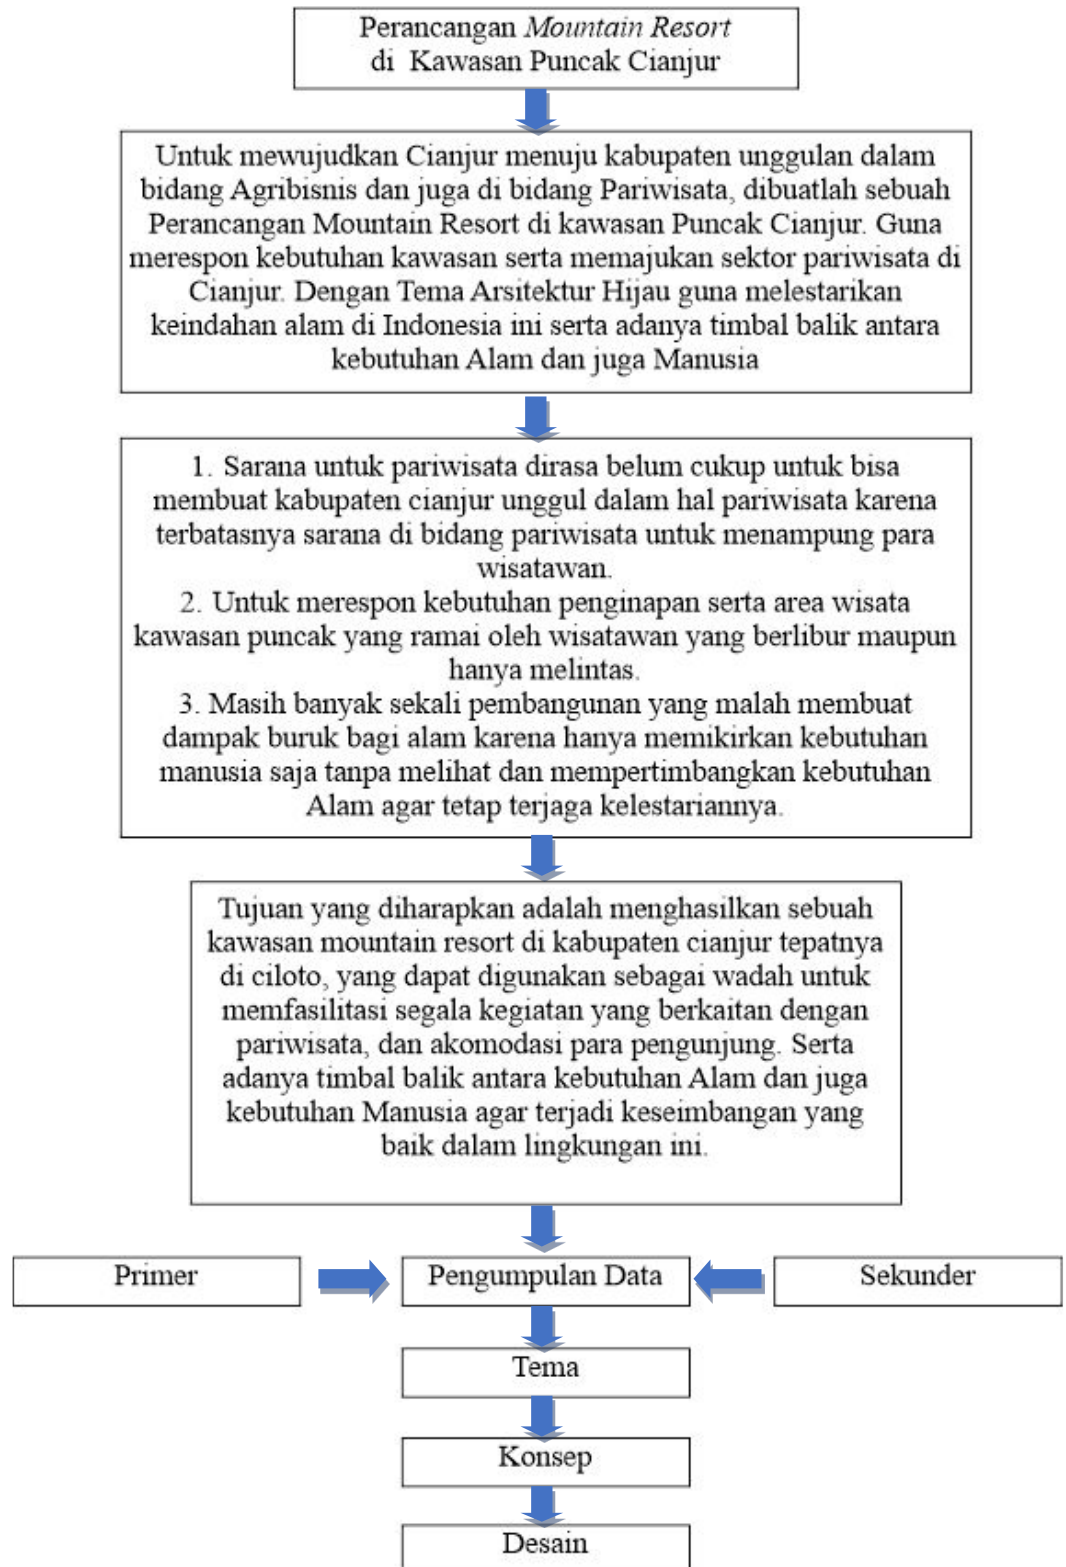 Perancangan Mountain Resort
di Kawasan Puncak Cianjur
Untuk mewujudkan Cianjur menuju kabupaten unggulan dalam
bidang Agribisnis dan juga di bidang Pariwisata, dibuatlah sebuah
Perancangan Mountain Resort di kawasan Puncak Cianjur. Guna
merespon kebutuhan kawasan serta memajukan sektor pariwisata di
Cianjur. Dengan Tema Arsitektur Hijau guna melestarikan
keindahan alam di Indonesia ini serta adanya timbal balik antara
kebutuhan Alam dan juga Manusia
1. Sarana untuk pariwisata dirasa belum cukup untuk bisa
membuat kabupaten cianjur unggul dalam hal pariwisata karena
terbatasnya sarana di bidang pariwisata untuk menampung para
wisatawan.
2. Untuk merespon kebutuhan penginapan serta area wisata
kawasan puncak yang ramai oleh wisatawan yang berlibur maupun
hanya melintas.
3. Masih banyak sekali pembangunan yang malah membuat
dampak buruk bagi alam karena hanya memikirkan kebutuhan
manusia saja tanpa melihat dan mempertimbangkan kebutuhan
Alam agar tetap terjaga kelestariannya.
Tujuan yang diharapkan adalah menghasilkan sebuah
kawasan mountain resort di kabupaten cianjur tepatnya
di ciloto, yang dapat digunakan sebagai wadah untuk
memfasilitasi segala kegiatan yang berkaitan dengan
pariwisata, dan akomodasi para pengunjung. Serta
adanya timbal balik antara kebutuhan Alam dan juga
kebutuhan Manusia agar terjadi keseimbangan yang
baik dalam lingkungan ini.
Primer
Pengumpulan Data
Sekunder
Tema
Konsep
Desain